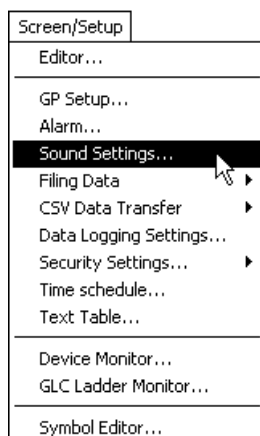 Screen/Setup
Editor...
GP Setup...
Alarm...
Sound Settings...
Filing Data
CSV Data Transfer
Data Logging Settings...
Security Settings...
Time schedule...
Text Table...
Device Monitor...
GLC Ladder Monitor...
Symbol Editor...